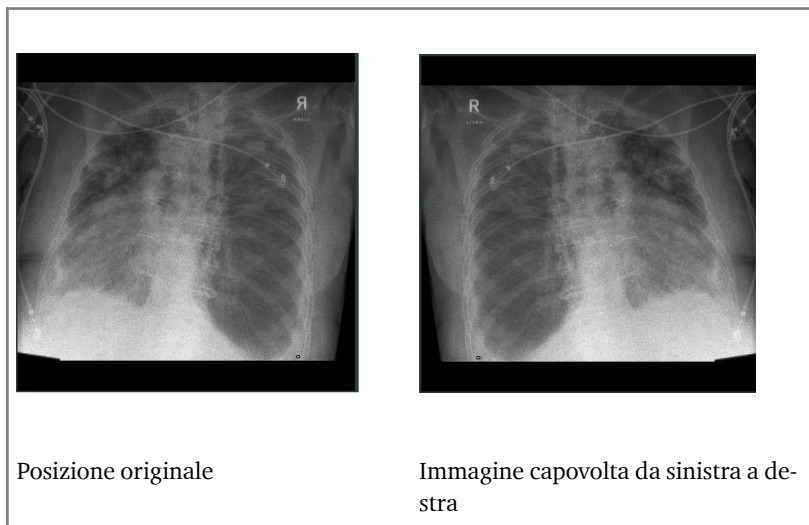 Я
R
Posizione originale
Immagine capovolta da sinistra a de-
stra